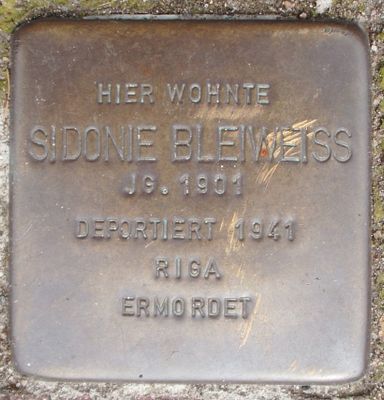 HIER WOHNTE
SIDONIE BLEIWEISS
JG. 1901
DEPORTIERT 1941
RIGA
ERMORDET